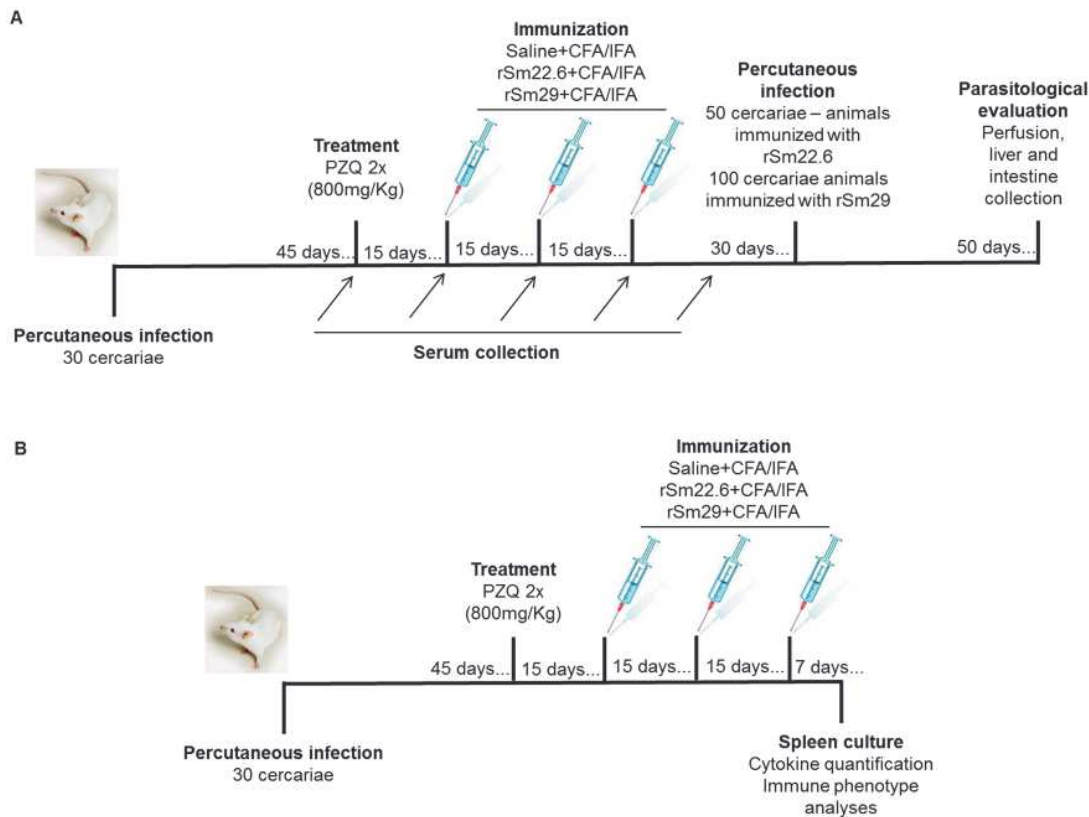 A
Immunization
Saline+CFA/IFA
rSm22.6+CFA/IFA
rSm29+CFA/IFA
Treatment
PZQ 2x
(800mg/Kg)
Percutaneous
infection
50 cercariae – animals
immunized with
rSm22.6
100 cercariae animals
immunized with rSm29
Parasitological
evaluation
Perfusion,
liver and
intestine
collection
45 days... 15 days... 15 days... 15 days... 30 days... 50 days...
Percutaneous infection
30 cercariae
Serum collection
B
Immunization
Saline+CFA/IFA
rSm22.6+CFA/IFA
rSm29+CFA/IFA
Treatment
PZQ 2x
(800mg/Kg)
45 days... 15 days... 15 days... 15 days... 7 days...
Percutaneous infection
30 cercariae
Spleen culture
Cytokine quantification
Immune phenotype
analyses